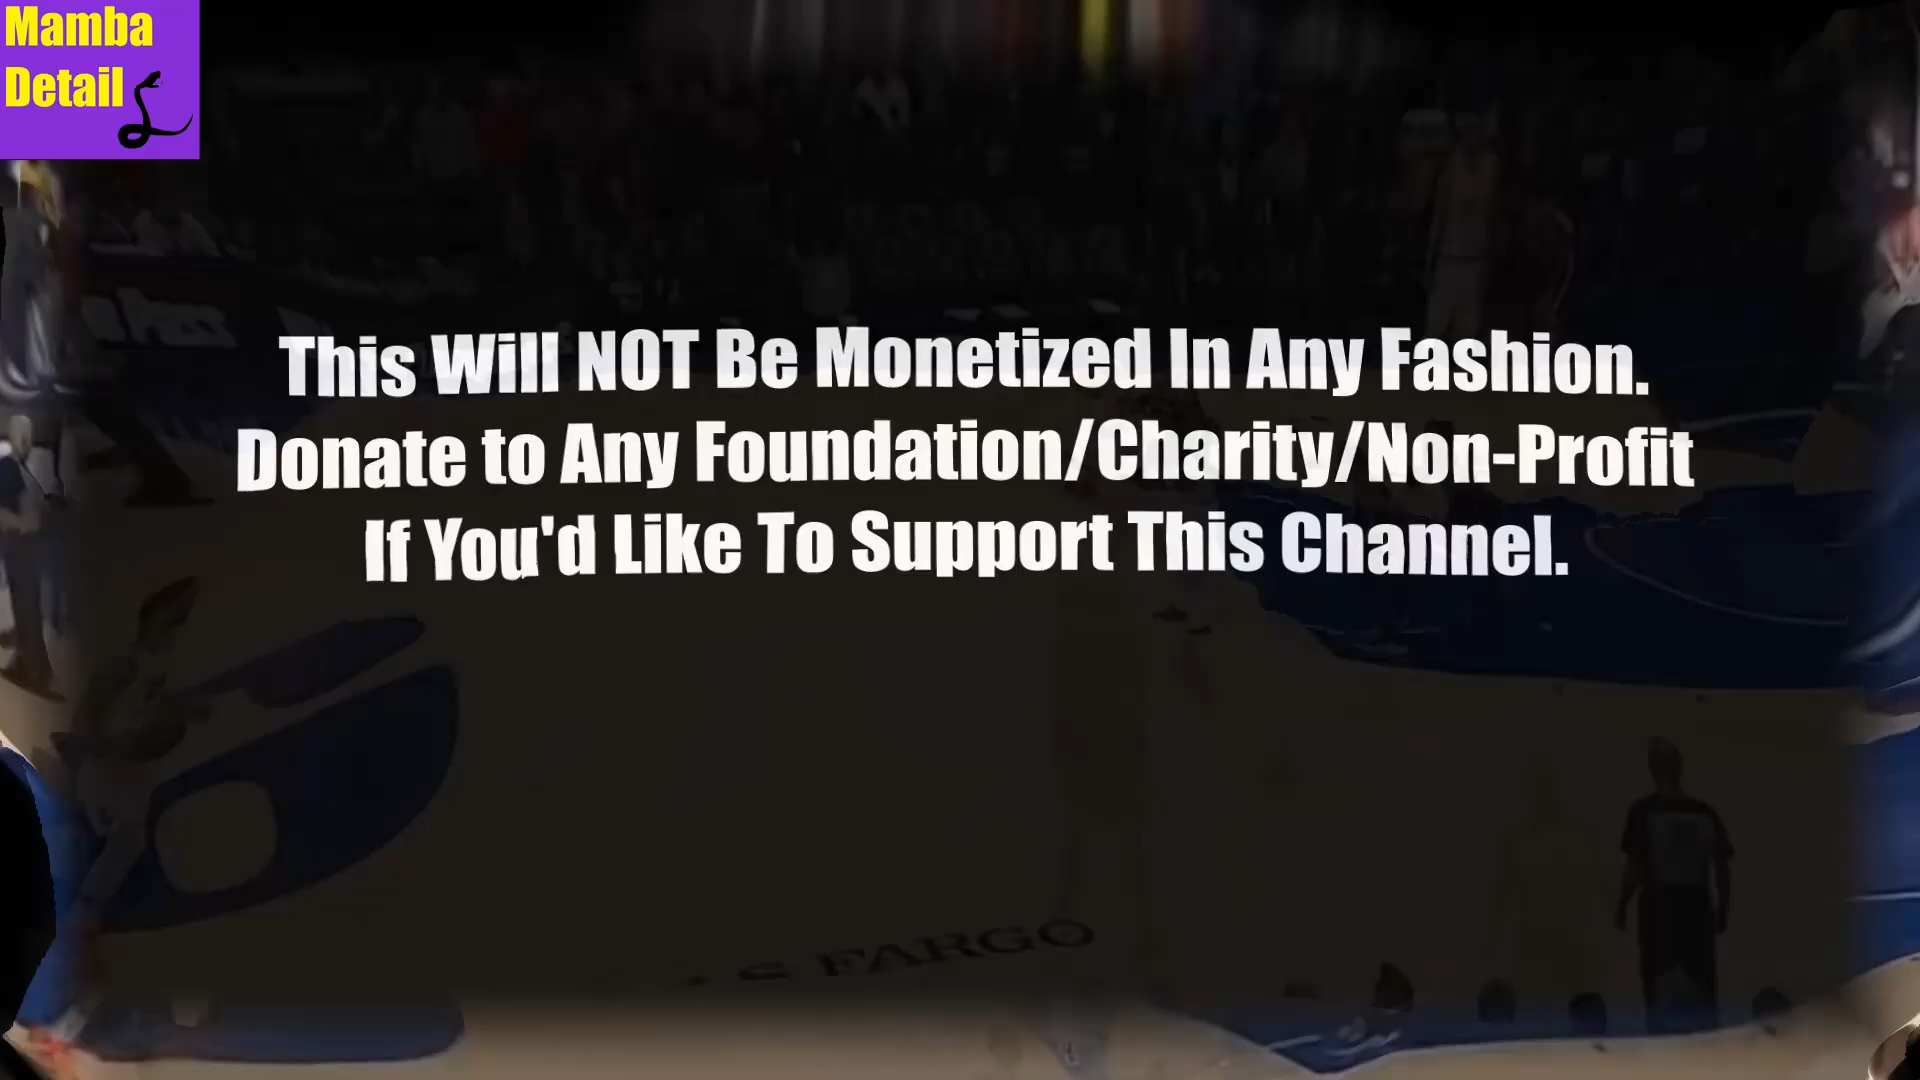 Mamba
Detail
This Will NOT Be Monetized In Any Fashion.
Donate to Any Foundation/Charity/Non-Profit
If You'd Like To Support This Channel.
FARGO